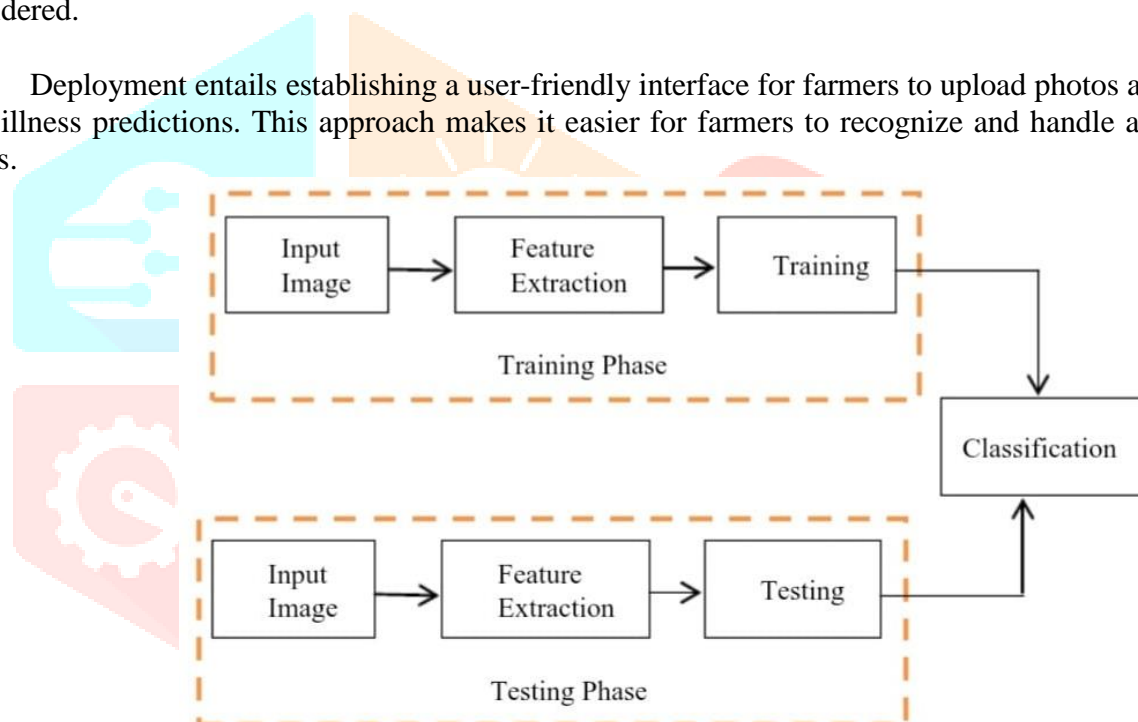 dered.
Deployment entails establishing a user-friendly interface for farmers to upload photos a
illness predictions. This approach makes it easier for farmers to recognize and handle a
s.
Input
Image
Feature
Extraction
Training
Training Phase
Classification
Input
Image
Feature
Extraction
Testing
Testing Phase